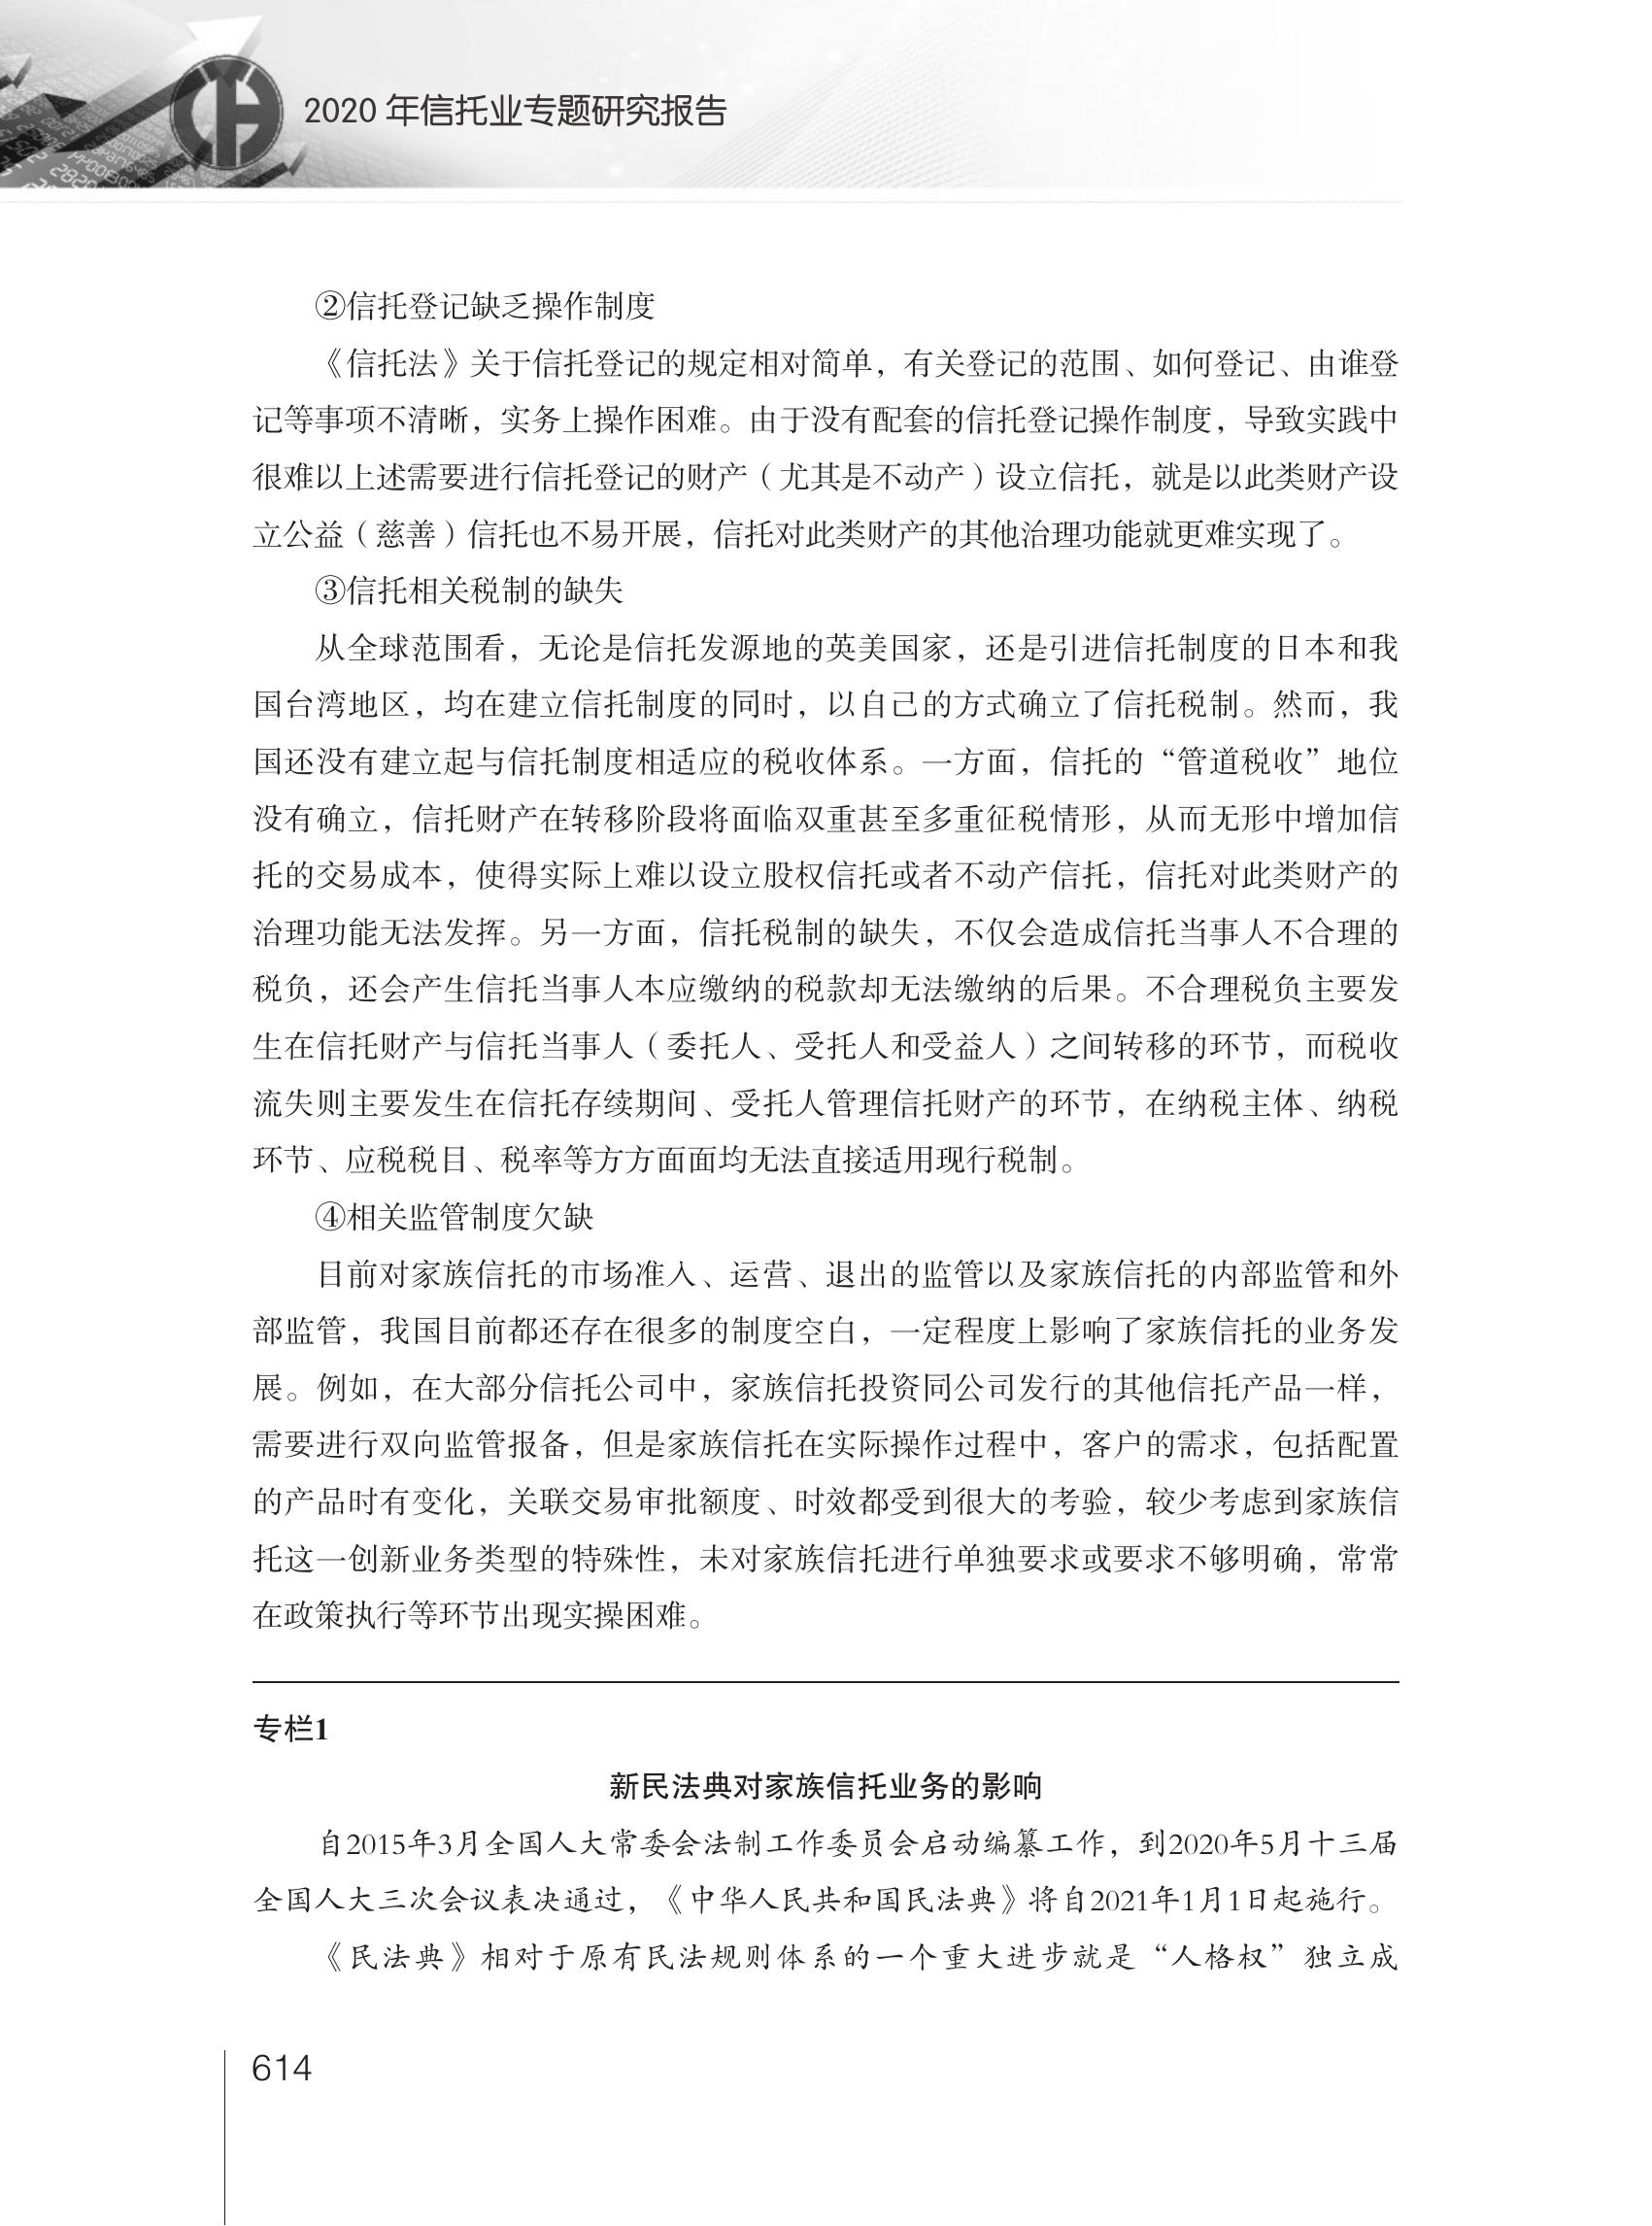 2020 年信托业专题研究报告
②信托登记缺乏操作制度
《信托法》关于信托登记的规定相对简单，有关登记的范围、如何登记、由谁登
记等事项不清晰，实务上操作困难。由于没有配套的信托登记操作制度，导致实践中
很难以上述需要进行信托登记的财产（尤其是不动产）设立信托，就是以此类财产设
立公益（慈善）信托也不易开展，信托对此类财产的其他治理功能就更难实现了。
③信托相关税制的缺失
从全球范围看，无论是信托发源地的英美国家，还是引进信托制度的日本和我
国台湾地区，均在建立信托制度的同时，以自己的方式确立了信托税制。然而，我
国还没有建立起与信托制度相适应的税收体系。一方面，信托的“管道税收”地位
没有确立，信托财产在转移阶段将面临双重甚至多重征税情形，从而无形中增加信
托的交易成本，使得实际上难以设立股权信托或者不动产信托，信托对此类财产的
治理功能无法发挥。另一方面，信托税制的缺失，不仅会造成信托当事人不合理的
税负，还会产生信托当事人本应缴纳的税款却无法缴纳的后果。不合理税负主要发
生在信托财产与信托当事人（委托人、受托人和受益人）之间转移的环节，而税收
流失则主要发生在信托存续期间、受托人管理信托财产的环节，在纳税主体、纳税
环节、应税税目、税率等方方面面均无法直接适用现行税制。
④相关监管制度欠缺
目前对家族信托的市场准入、运营、退出的监管以及家族信托的内部监管和外
部监管，我国目前都还存在很多的制度空白，一定程度上影响了家族信托的业务发
展。例如，在大部分信托公司中，家族信托投资同公司发行的其他信托产品一样，
需要进行双向监管报备，但是家族信托在实际操作过程中，客户的需求，包括配置
的产品时有变化，关联交易审批额度、时效都受到很大的考验，较少考虑到家族信
托这一创新业务类型的特殊性，未对家族信托进行单独要求或要求不够明确，常常
在政策执行等环节出现实操困难。
专栏1
新民法典对家族信托业务的影响
自2015年3月全国人大常委会法制工作委员会启动编纂工作，到2020年5月十三届
全国人大三次会议表决通过，《中华人民共和国民法典》将自2021年1月1日起施行。
《民法典》相对于原有民法规则体系的一个重大进步就是“人格权”独立成
614